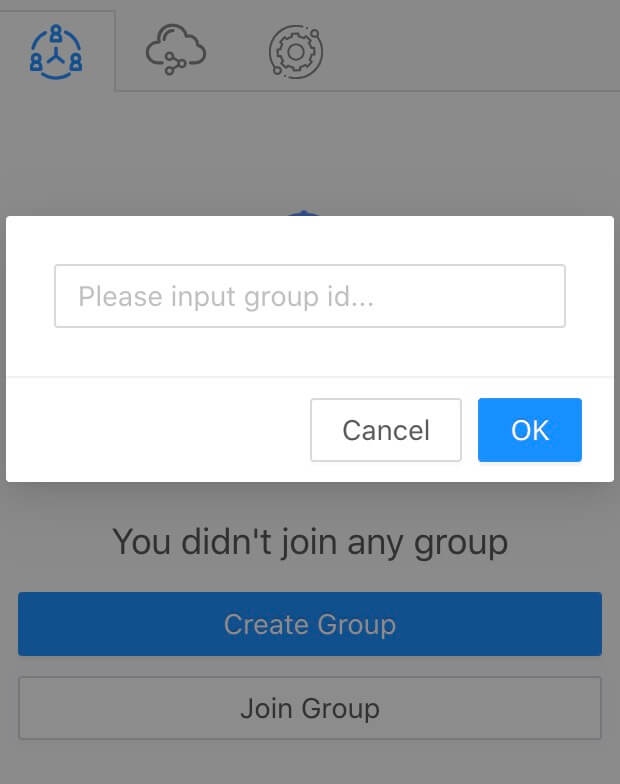 Please input group id...
Cancel
OK
You didn't join any group
Create Group
Join Group